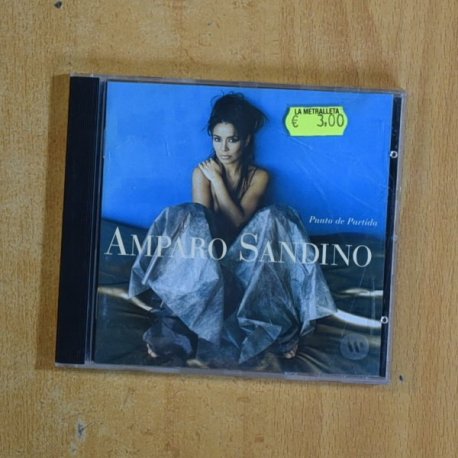 LA METRALLETA
€ 3,00
Punto de Partida
AMPARO SANDINO